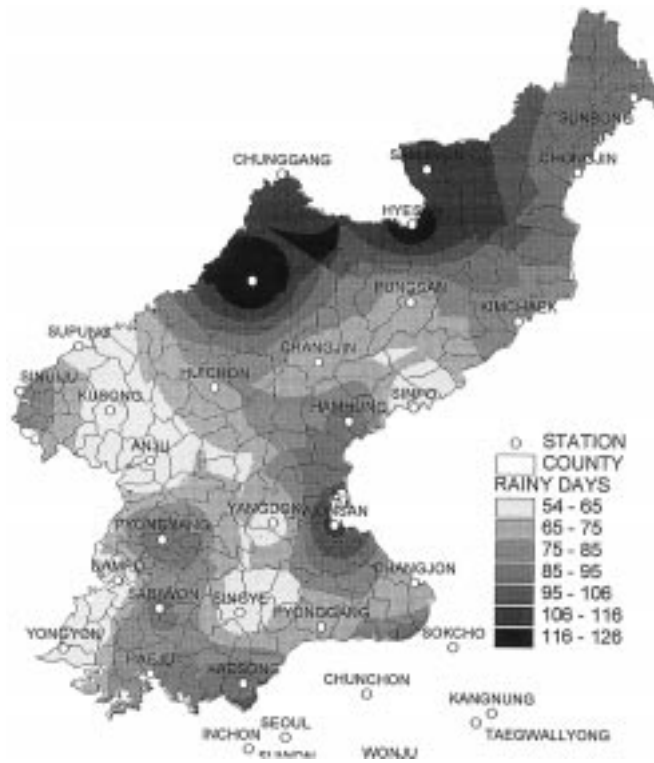 SUNBONG
CHUNGGANG
CHONGJIN
PUNGSAN
KIMCHAEK
SUPUNG
CHANGJIN
SINUIJU
HUICHON
KUSONG
SINPO
HAMHUNG
ANJU
STATION
COUNTY
RAINY DAYS
54 - 65
65 - 75
75 - 85
85 - 95
95 - 106
106 - 116
116 - 126
YANGDOK
WONSAN
PYONGYANG
NAMPO
CHANGJON
SARIWON
SINGYE
PYONGGANG
YONGYON
SOKCHO
HAEJU
KAESONG
CHUNCHON
KANGNUNG
SEOUL
TAEGWALLYONG
INCHON
WONJU